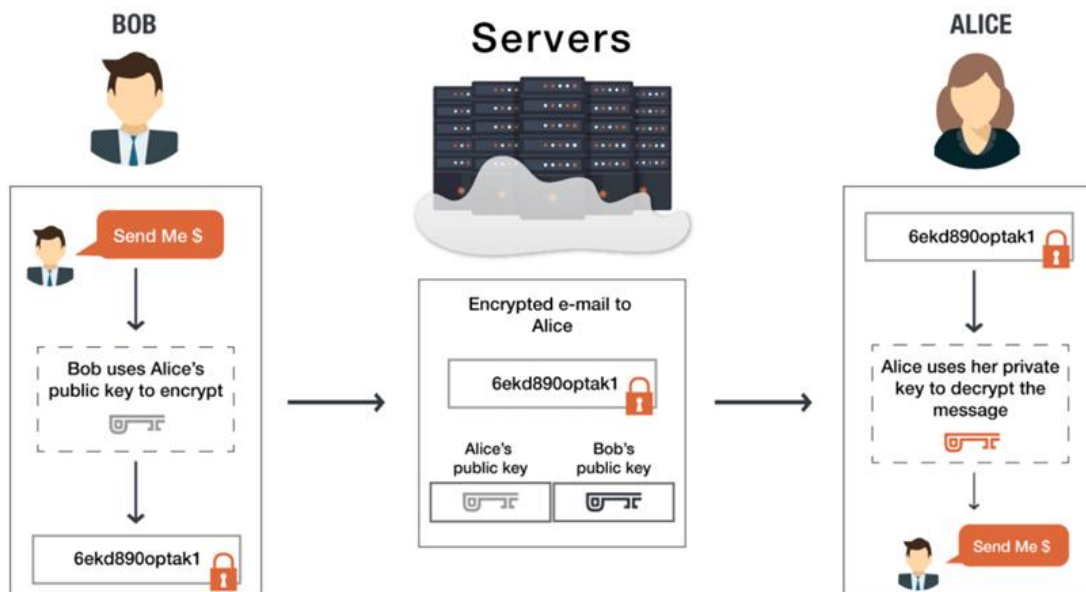 BOB
Send Me $
Bob uses Alice's
public key to encrypt
6ekd890optak1
Servers
Encrypted e-mail to
Alice
6ekd890optak1
Alice's
public key
Bob's
public key
ALICE
6ekd890optak1
Alice uses her private
key to decrypt the
message
Send Me $